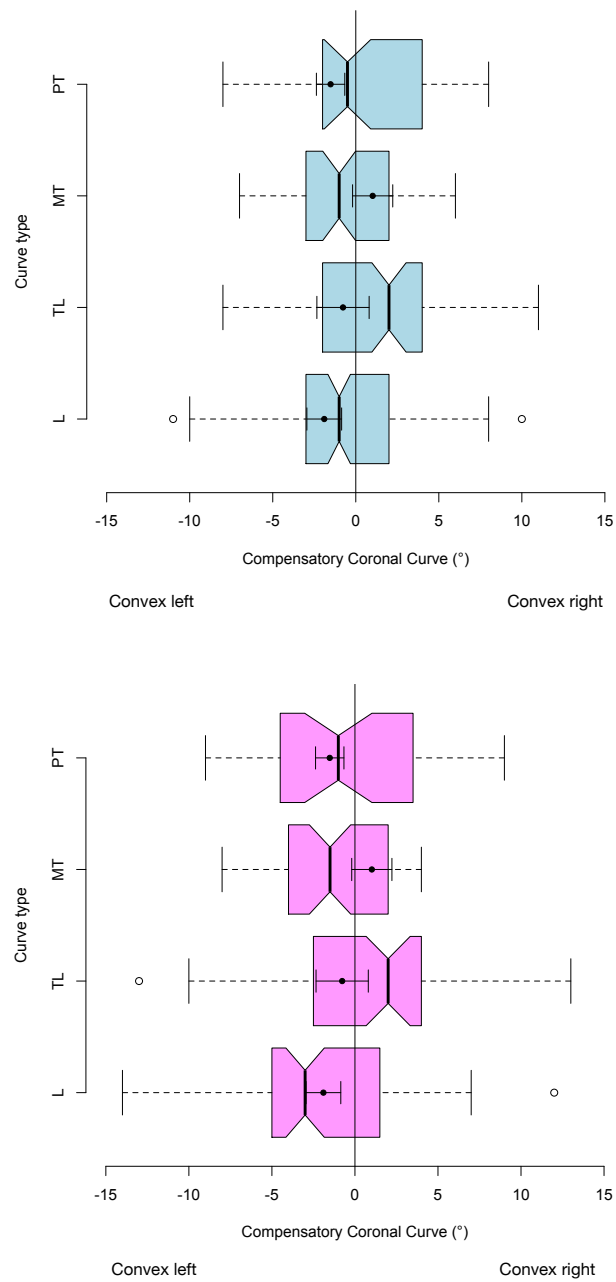 PT
MT
TL
L
Curve type
-15 -10 -5 0 5 10 15
Compensatory Coronal Curve (°)
Convex left Convex right
PT
MT
TL
L
Curve type
-15 -10 -5 0 5 10 15
Compensatory Coronal Curve (°)
Convex left Convex right